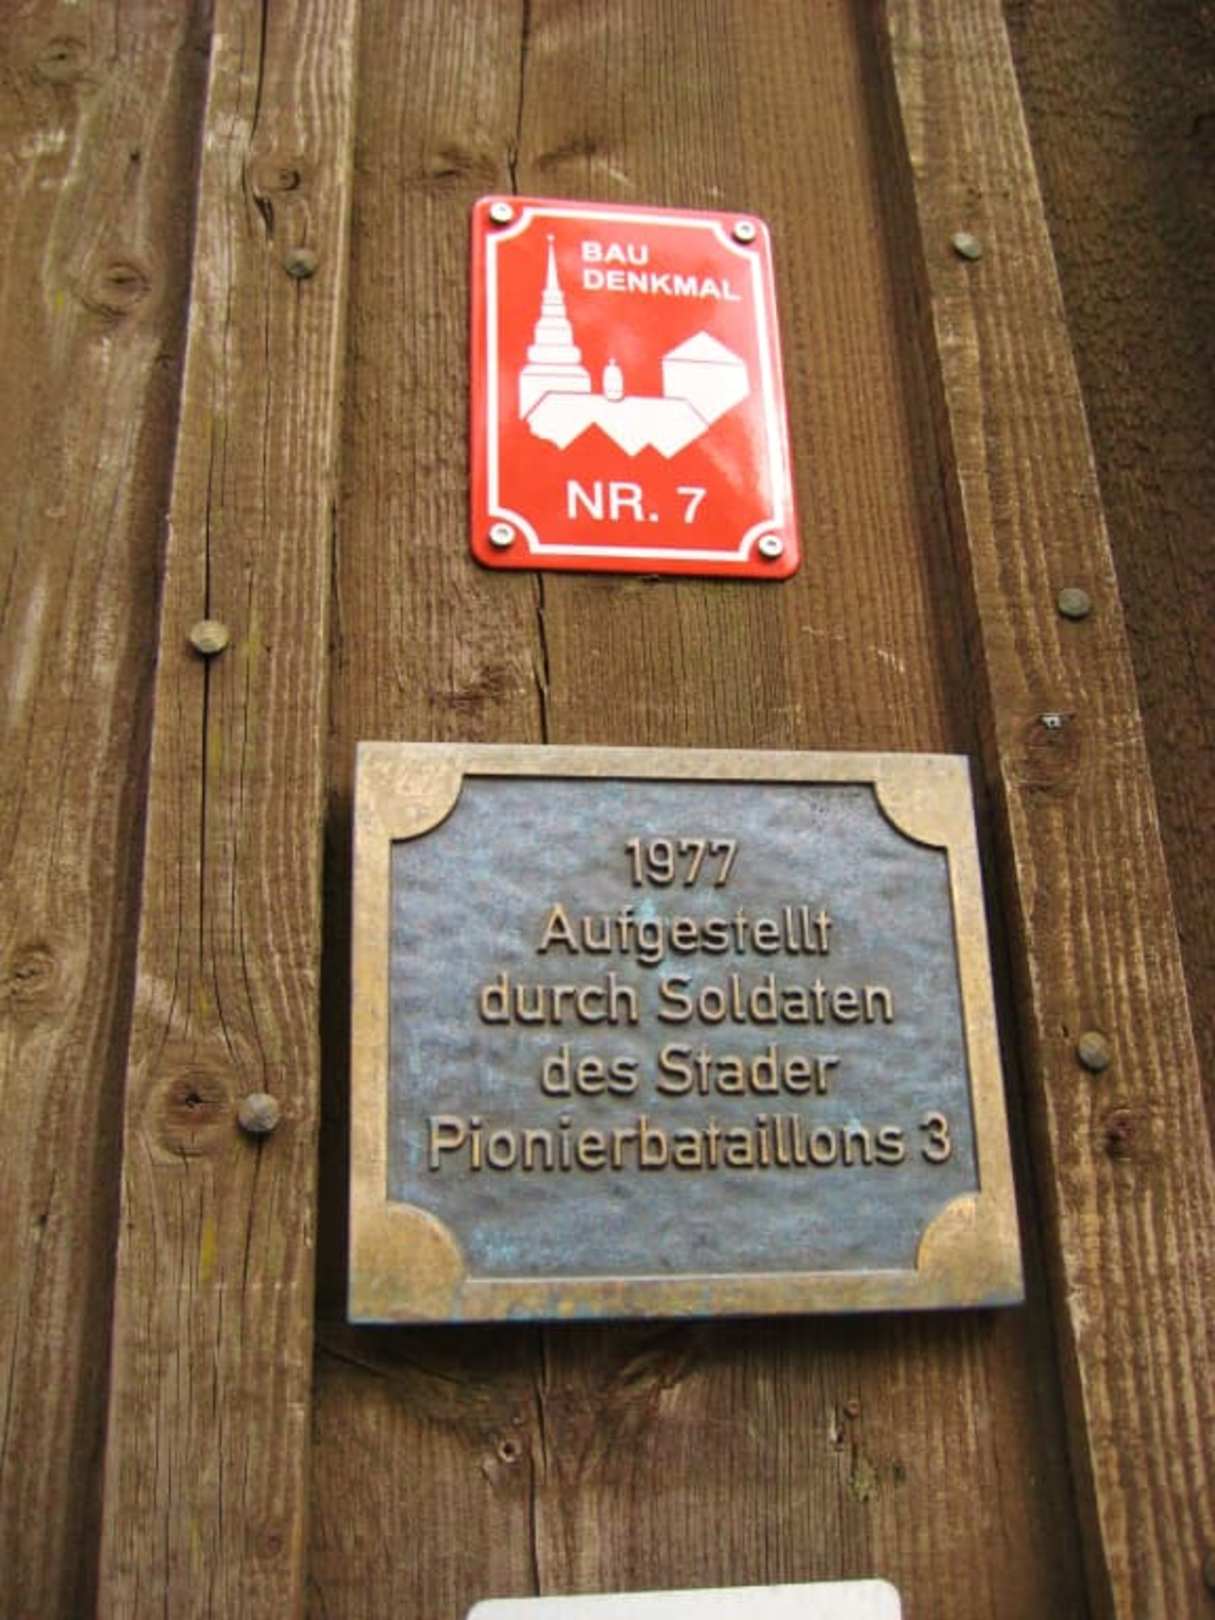 BAU
DENKMAL
NR. 7
1977
Aufgestellt
durch Soldaten
des Stader
Pionierbataillons 3